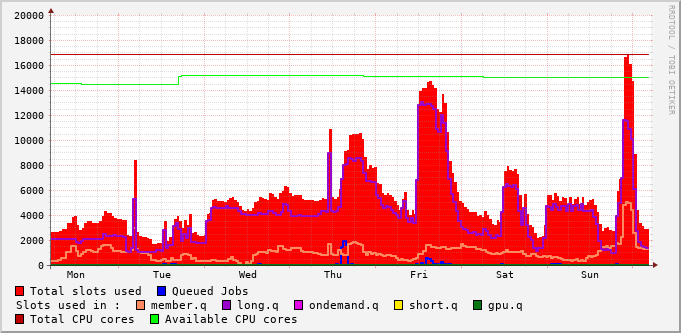 RRDTOOL / TOBI OETIKER
20000
18000
16000
14000
12000
10000
8000
6000
4000
2000
0
Mon Tue Wed Thu Fri Sat Sun
Total slots used Queued Jobs
Slots used in : member.q long.q ondemand.q short.q gpu.q
Total CPU cores Available CPU cores